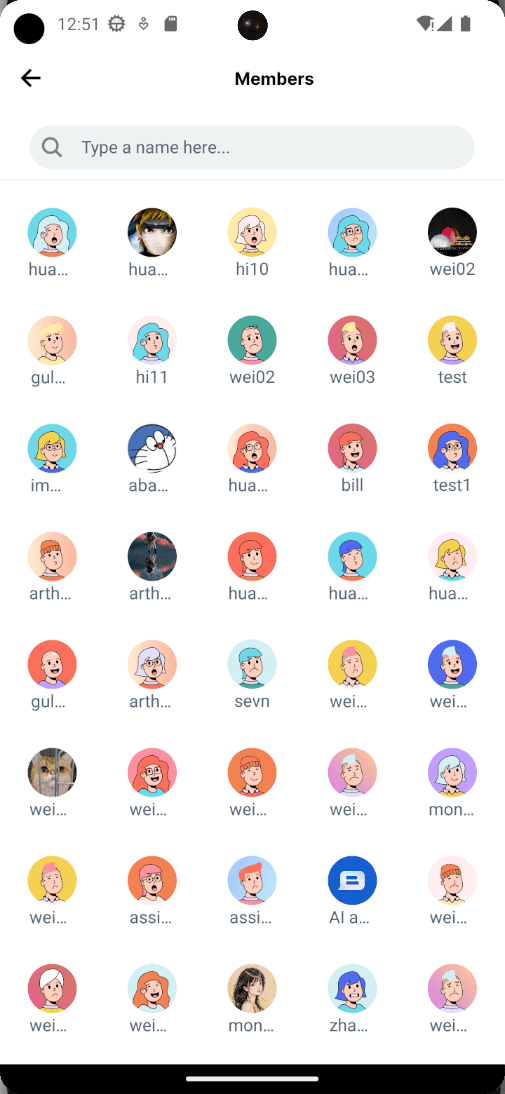 12:51
Members
Type a name here...
hua... hua... hi10 hua... wei02
gul... hi11 wei02 wei03 test
im... aba... hua... bill test1
arth... arth... hua... hua... hua...
gul... arth... sevn wei... wei...
wei... wei... wei... wei... mon...
wei... assi... assi... AI a... wei...
wei... wei... mon... zha... wei...